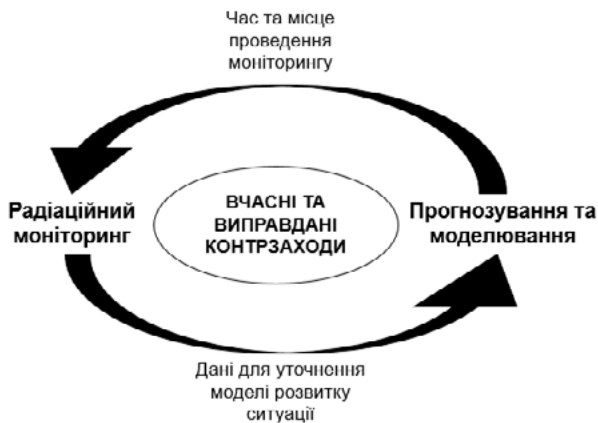 Час та місце
проведення
моніторингу
Радіаційний
моніторинг
ВЧАСНІ ТА
ВИПРАВДАНІ
КОНТРЗАХОДИ
Прогнозування та
моделювання
Дані для уточнення
моделі розвитку
ситуації